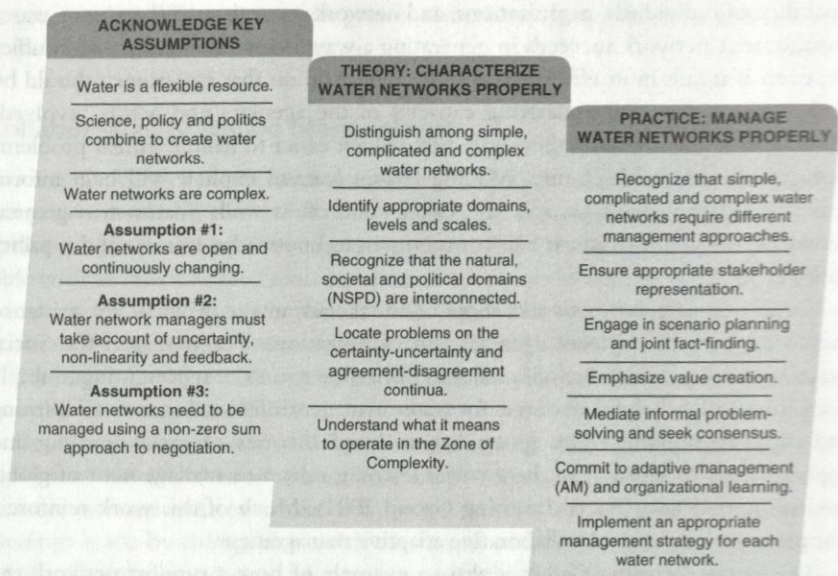 ACKNOWLEDGE KEY
ASSUMPTIONS
Water is a flexible resource.
Science, policy and politics
combine to create water
networks.
Water networks are complex.
Assumption #1:
Water networks are open and
continuously changing.
Assumption #2:
Water network managers must
take account of uncertainty,
non-linearity and feedback.
Assumption #3:
Water networks need to be
managed using a non-zero sum
approach to negotiation.
THEORY: CHARACTERIZE
WATER NETWORKS PROPERLY
Distinguish among simple,
complicated and complex
water networks.
Identify appropriate domains,
levels and scales.
Recognize that the natural,
societal and political domains
(NSPD) are interconnected.
Locate problems on the
certainty-uncertainty and
agreement-disagreement
continua.
Understand what it means
to operate in the Zone of
Complexity.
PRACTICE: MANAGE
WATER NETWORKS PROPERLY
Recognize that simple,
complicated and complex water
networks require different
management approaches.
Ensure appropriate stakeholder
representation.
Engage in scenario planning
and joint fact-finding.
Emphasize value creation.
Mediate informal problem-
solving and seek consensus.
Commit to adaptive management
(AM) and organizational learning.
Implement an appropriate
management strategy for each
water network.